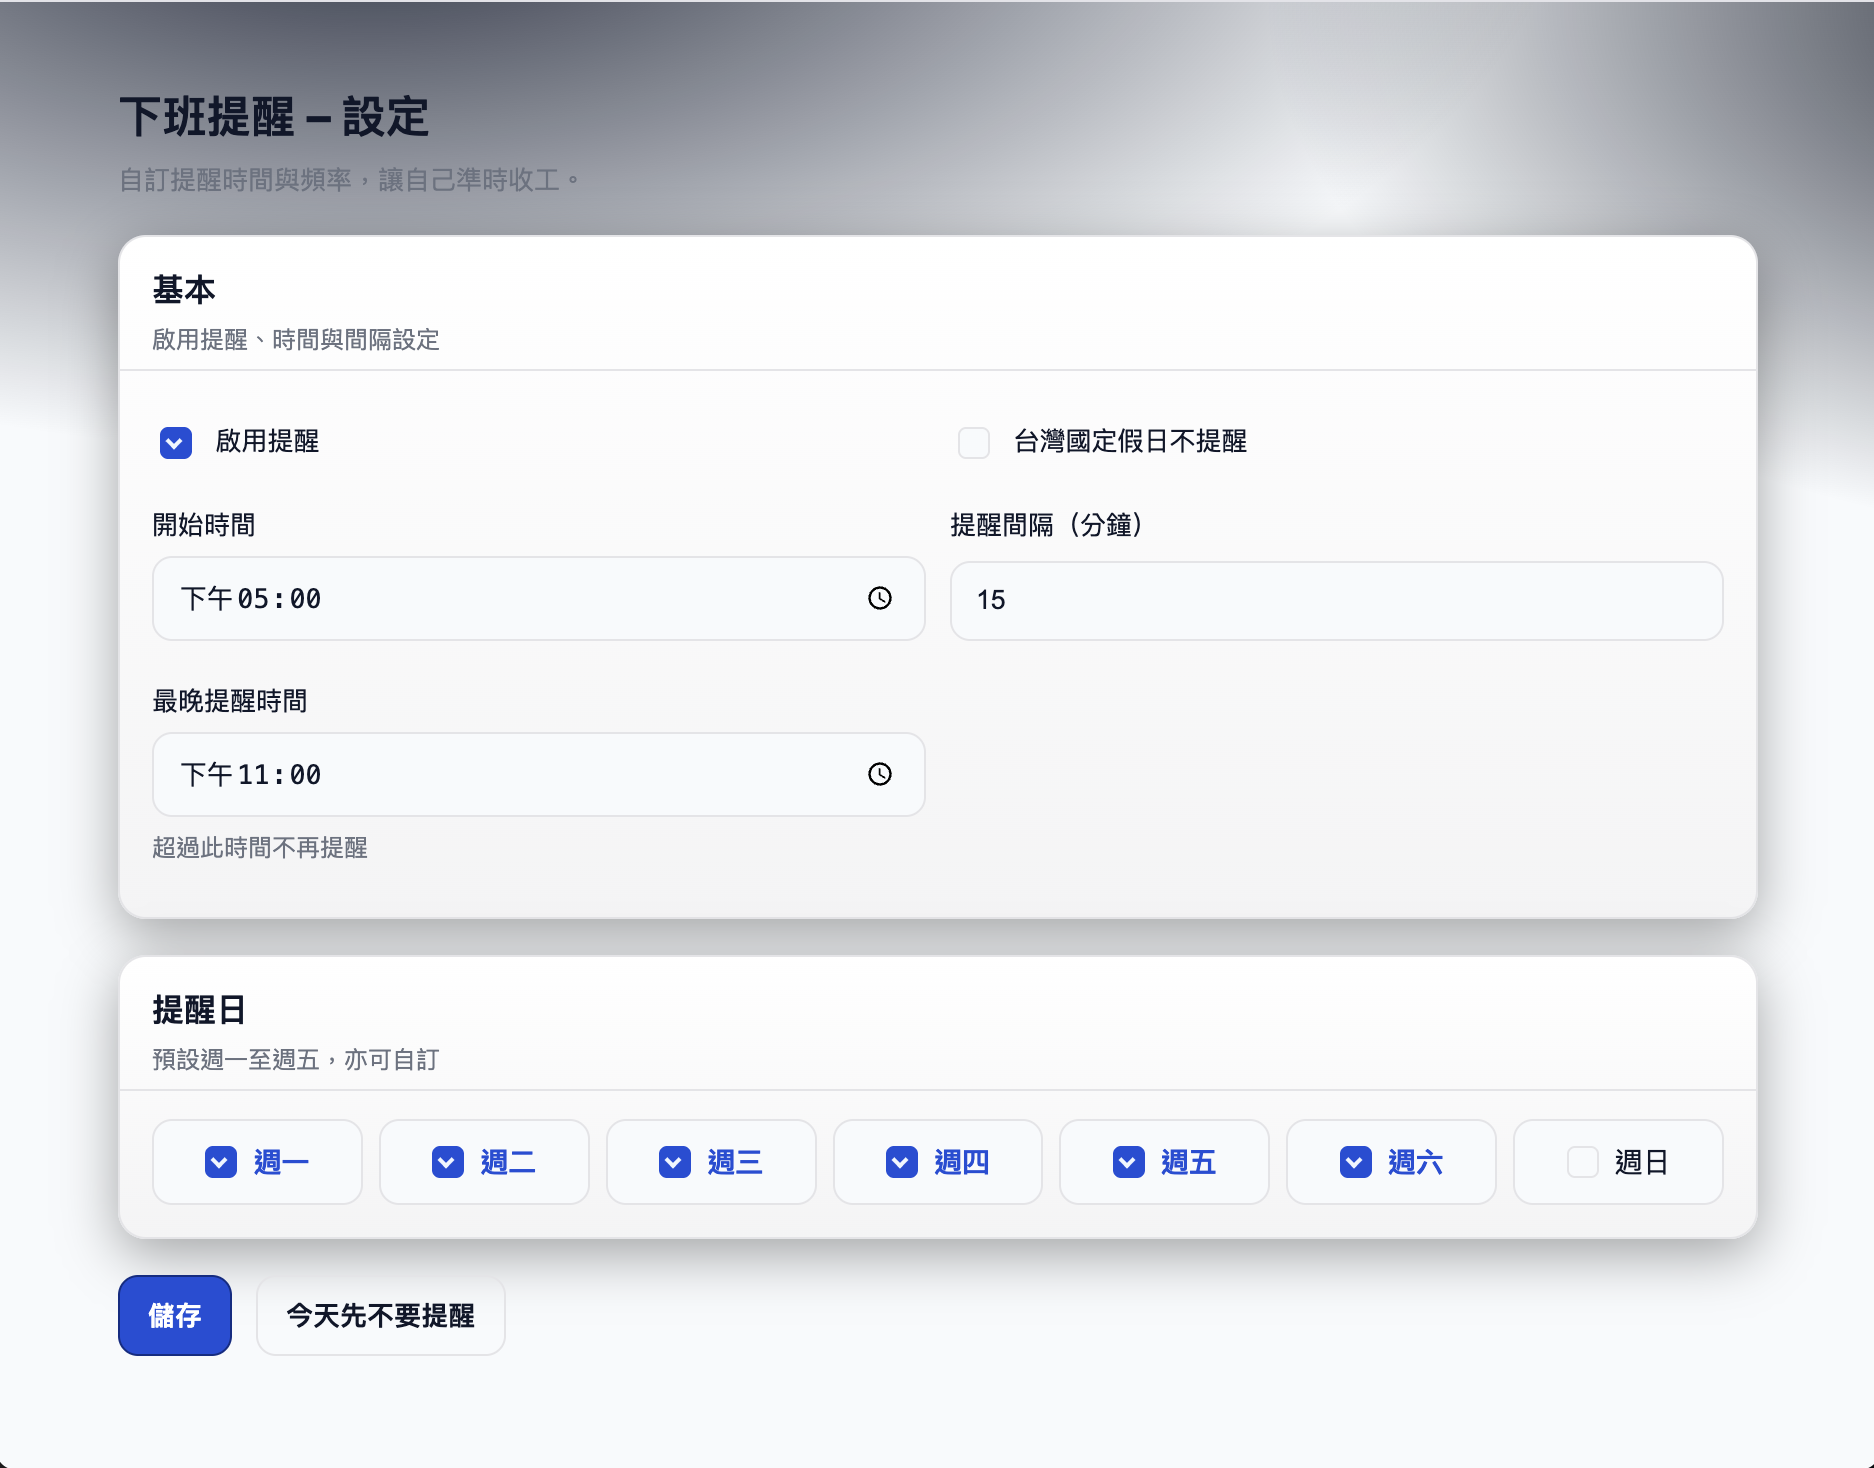 下班提醒 – 設定
自訂提醒時間與頻率，讓自己準時收工。
基本
啟用提醒、時間與間隔設定
啟用提醒
台灣國定假日不提醒
開始時間
提醒間隔（分鐘）
下午05:00
15
最晚提醒時間
下午11:00
超過此時間不再提醒
提醒日
預設週一至週五，亦可自訂
週一
週二
週三
週四
週五
週六
週日
儲存
今天先不要提醒